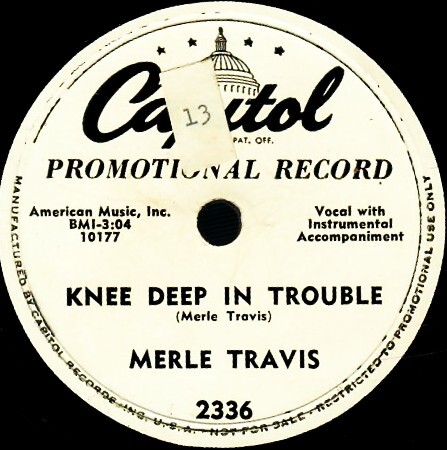 Capitol
13
PAT. OFF.
PROMOTIONAL RECORD
American Music, Inc.
BMI-3:04
10177
Vocal with
Instrumental
Accompaniment
KNEE DEEP IN TROUBLE
(Merle Travis)
MERLE TRAVIS
2336
MANUFACTURED BY CAPITOL RECORDS, INC. U.S.A. - NOT FOR SALE - RESTRICTED TO PROMOTIONAL USE ONLY